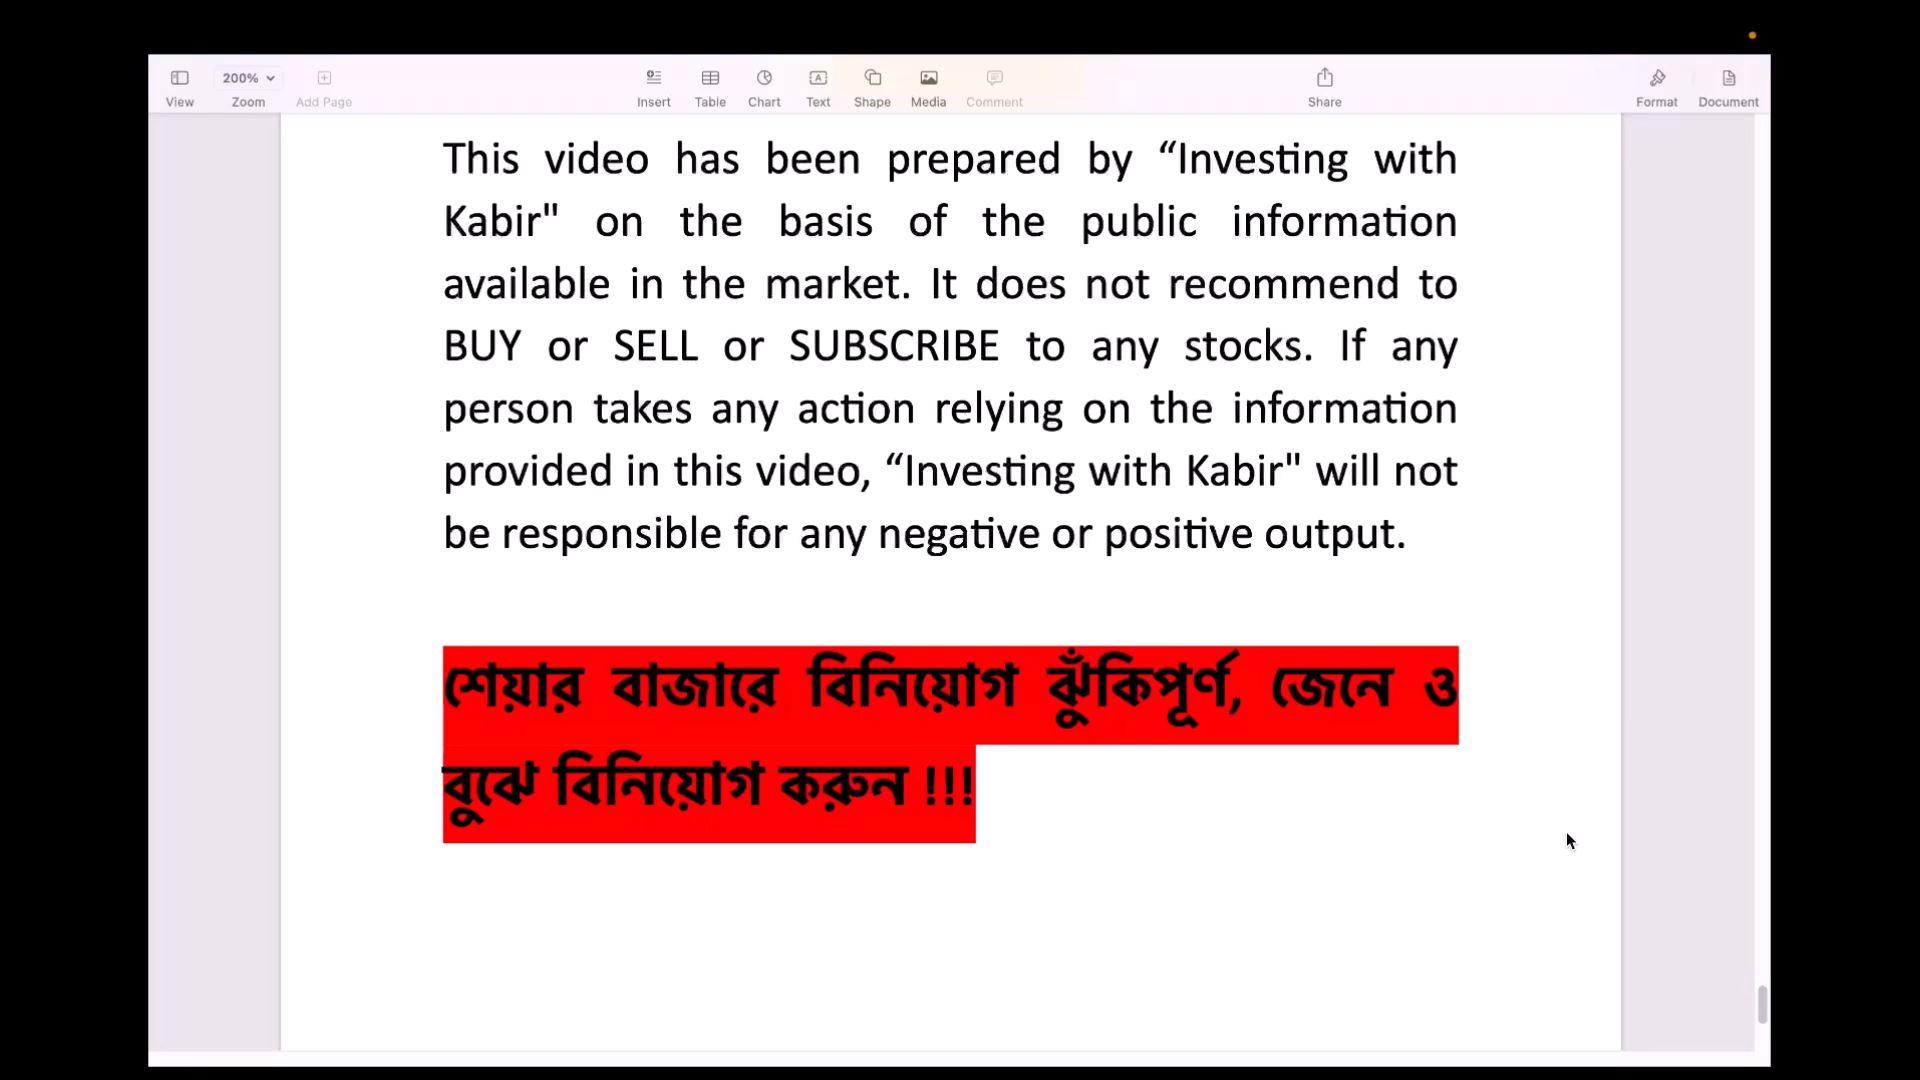 200%
View
Zoom
Add Page
Insert
Table
Chart
Text
Shape
Media
Comment
Share
Format
Document
This video has been prepared by “Investing with
Kabir" on the basis of the public information
available in the market. It does not recommend to
BUY or SELL or SUBSCRIBE to any stocks. If any
person takes any action relying on the information
provided in this video, “Investing with Kabir" will not
be responsible for any negative or positive output.
শেয়ার বাজারে বিনিয়োগ ঝুঁকিপূর্ণ, জেনে ও
বুঝে বিনিয়োগ করুন !!!